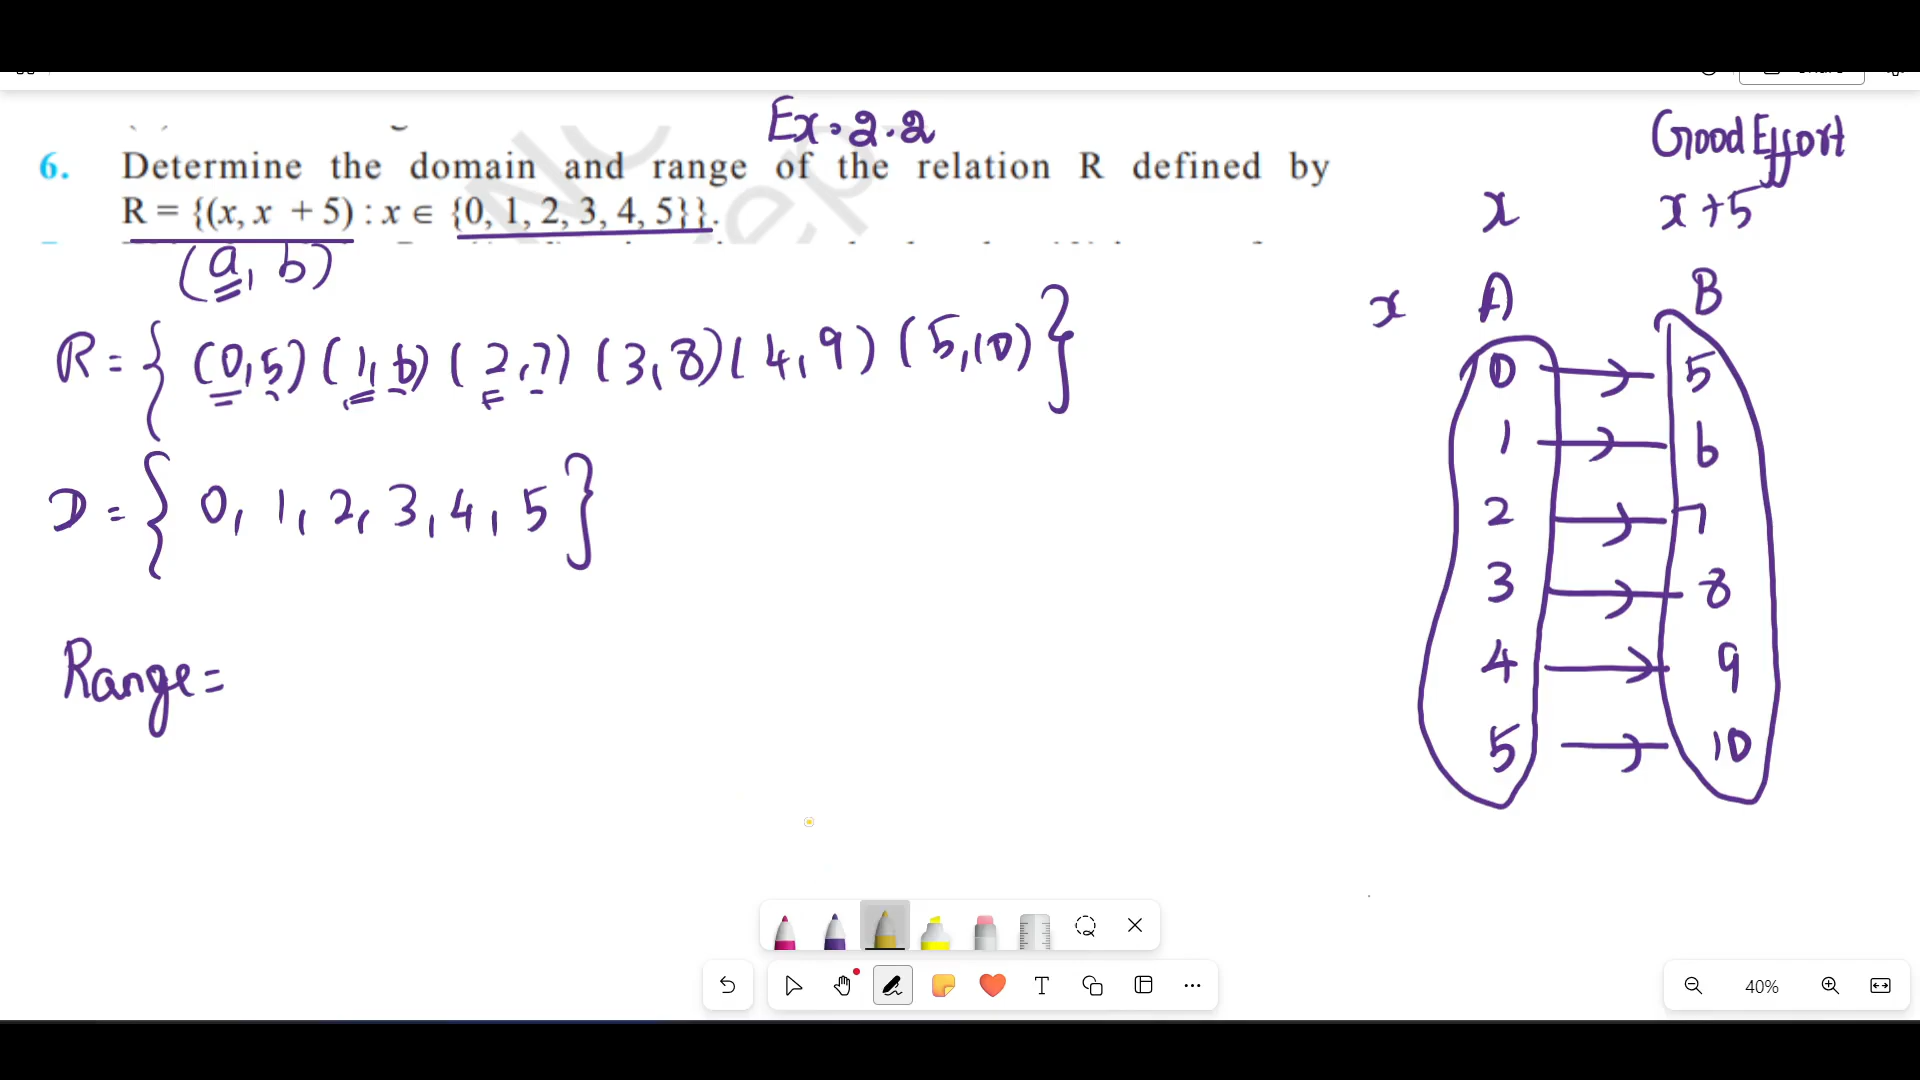 Ex.2.2
Good Effort
6. Determine the domain and range of the relation R defined by
R = {(x, x + 5) : x ∈ {0, 1, 2, 3, 4, 5}}.
x x+5
(a, b)
x A B
R = { (0,5) (1, 6) (2,7) (3,8) (4,9) (5,10) }
0 5
1 6
D = { 0, 1, 2, 3, 4, 5 }
2 7
3 8
Range =
4 9
5 10
40%